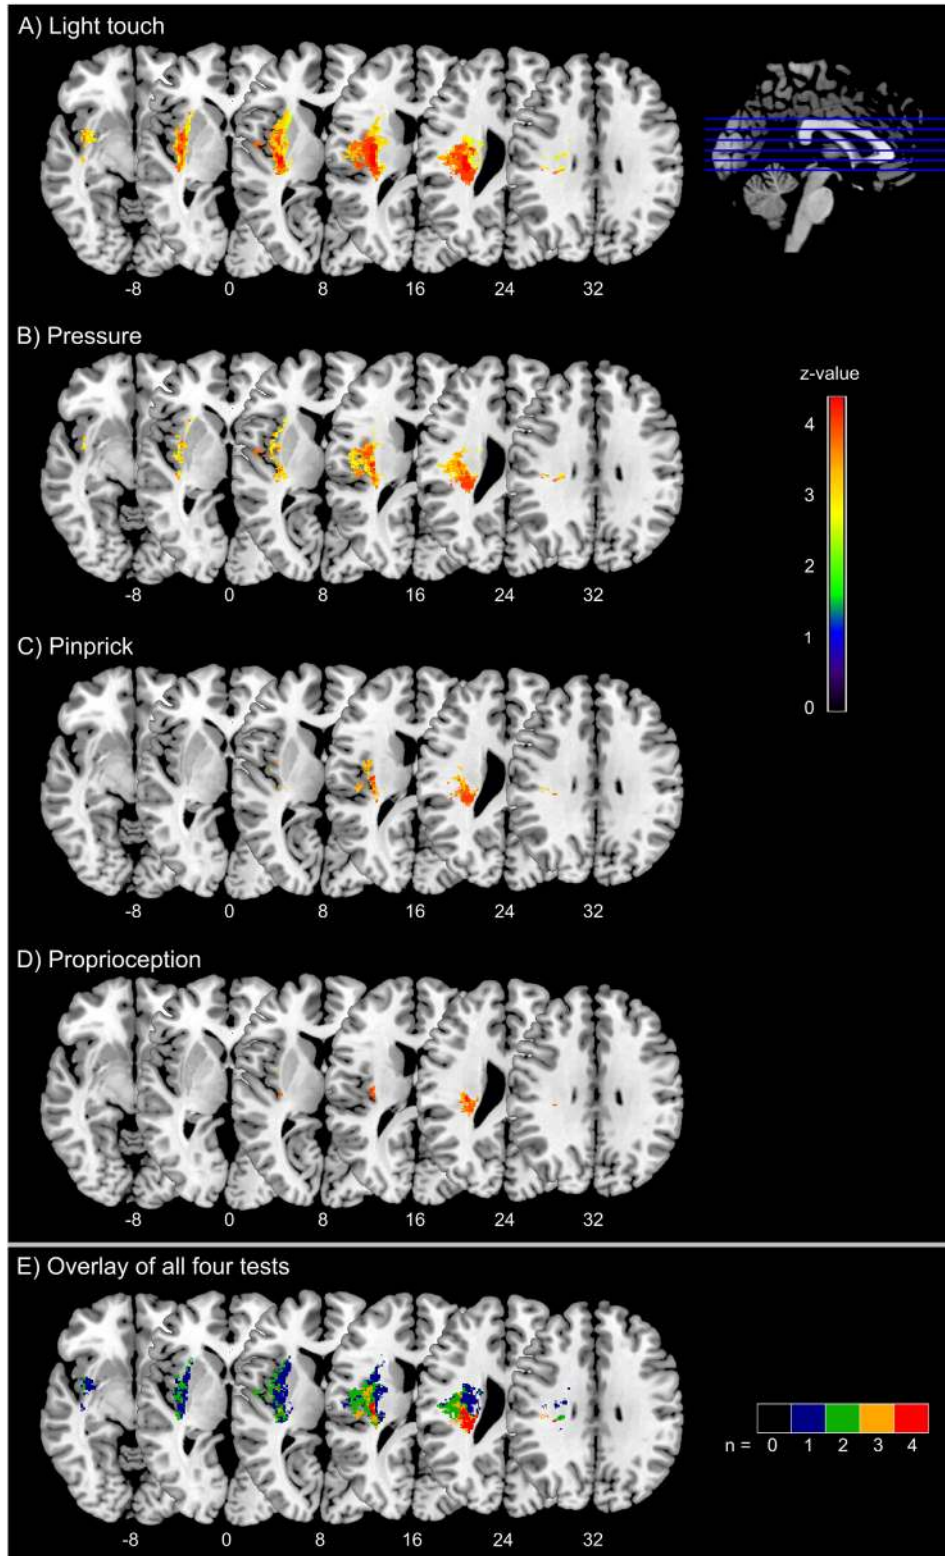 A) Light touch
-8 0 8 16 24 32
B) Pressure
-8 0 8 16 24 32
z-value
4
3
2
1
0
C) Pinprick
-8 0 8 16 24 32
D) Proprioception
-8 0 8 16 24 32
E) Overlay of all four tests
-8 0 8 16 24 32
n = 0 1 2 3 4